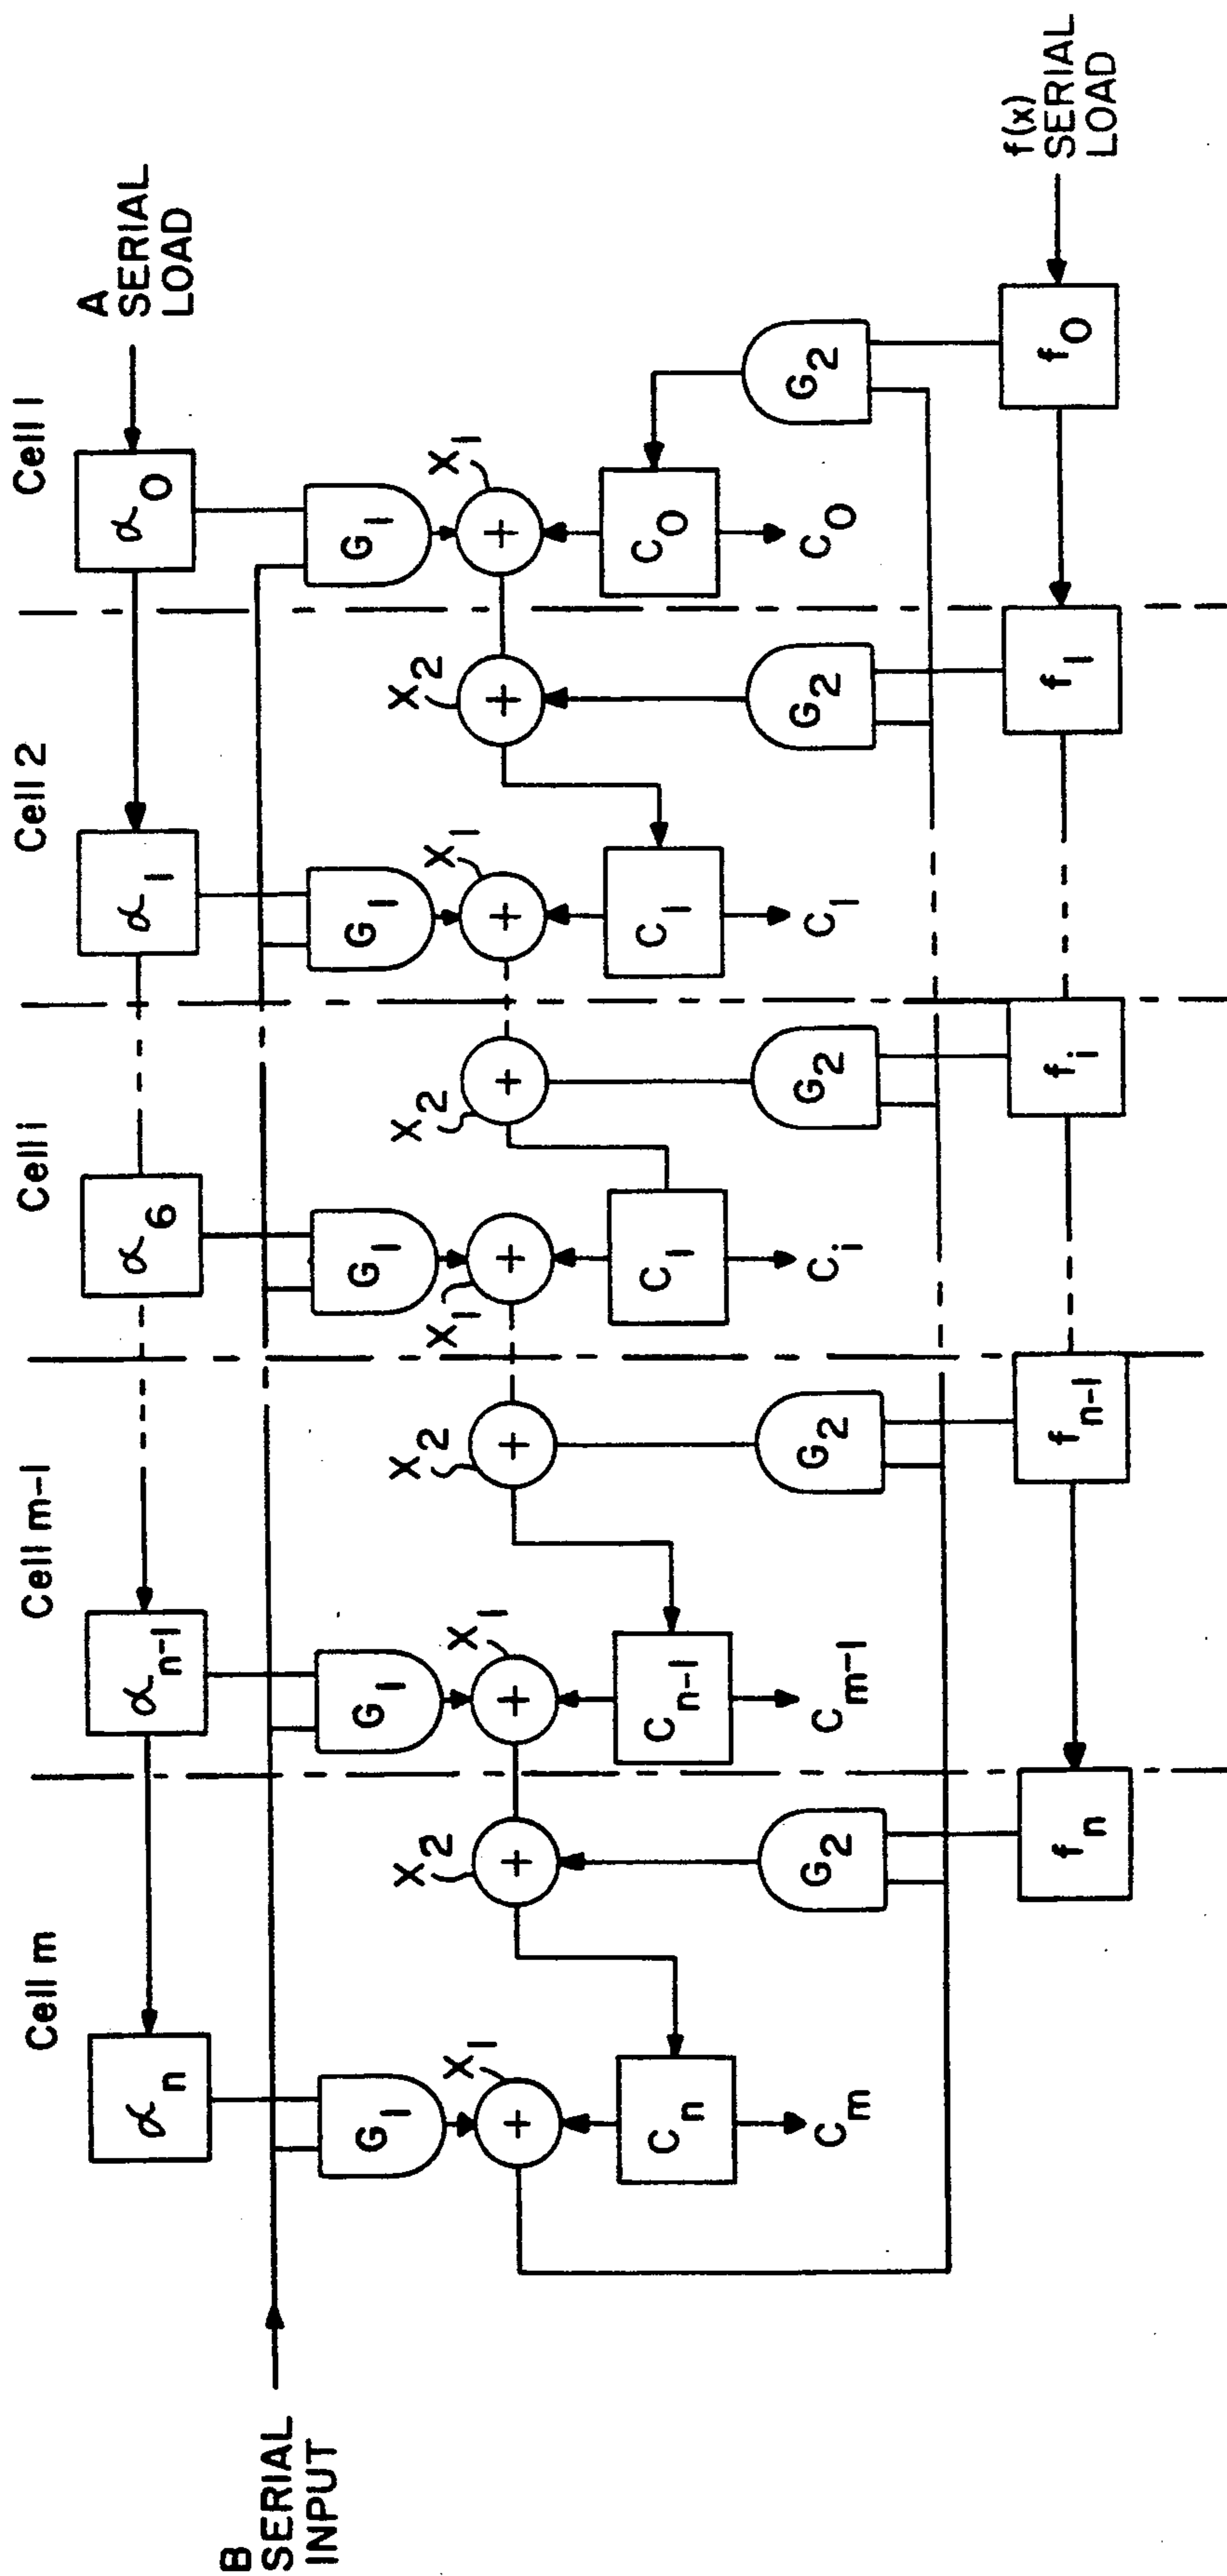 Cell m
Cell m-1
Cell i
Cell 2
Cell 1
A
SERIAL
LOAD
αn
αn-1
α6
α1
α0
B
SERIAL
INPUT
G1
G1
G1
G1
G1
X1
X2
X1
X2
X1
X2
X1
X2
X1
+
+
+
+
+
+
+
+
+
Cn
Cn-1
C1
C1
C0
Cm
Cm-1
Ci
C1
C0
G2
G2
G2
G2
G2
fn
fn-1
fi
f1
f0
f(x)
SERIAL
LOAD